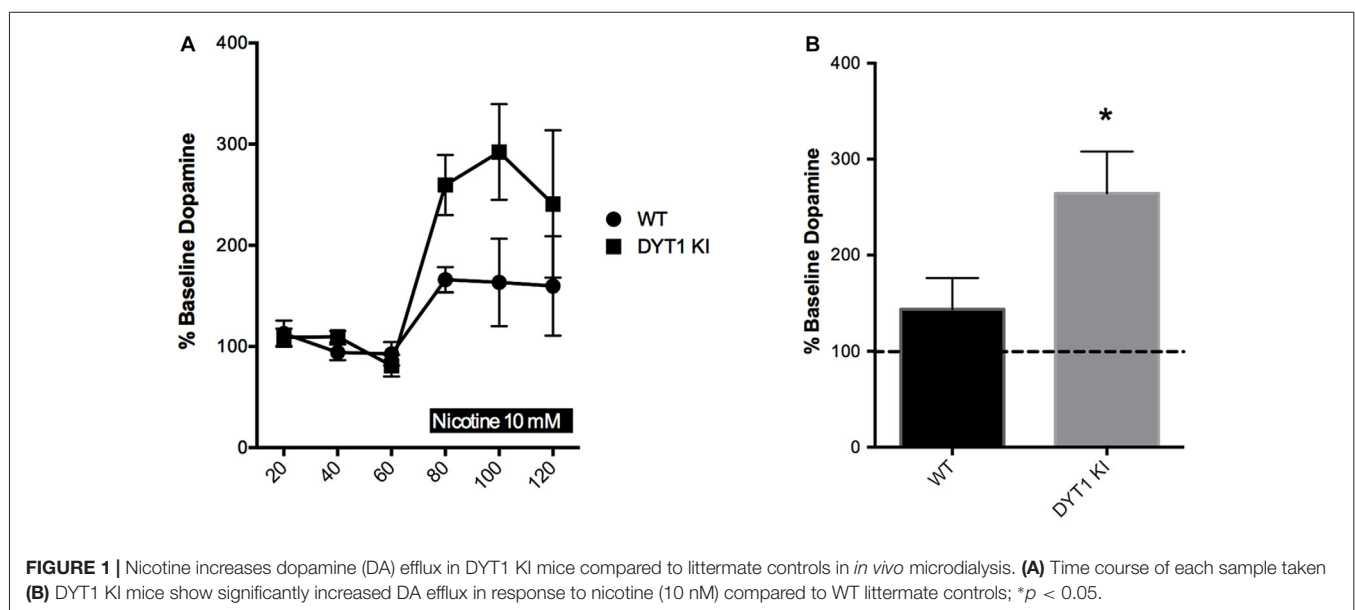 A
% Baseline Dopamine
400
300
200
100
0
Nicotine 10 mM
20
40
60
80
100
120
WT
DYT1 KI
B
% Baseline Dopamine
400
300
200
100
0
*
WT
DYT1 KI
FIGURE 1 | Nicotine increases dopamine (DA) efflux in DYT1 KI mice compared to littermate controls in in vivo microdialysis. (A) Time course of each sample taken
(B) DYT1 KI mice show significantly increased DA efflux in response to nicotine (10 nM) compared to WT littermate controls; *p < 0.05.